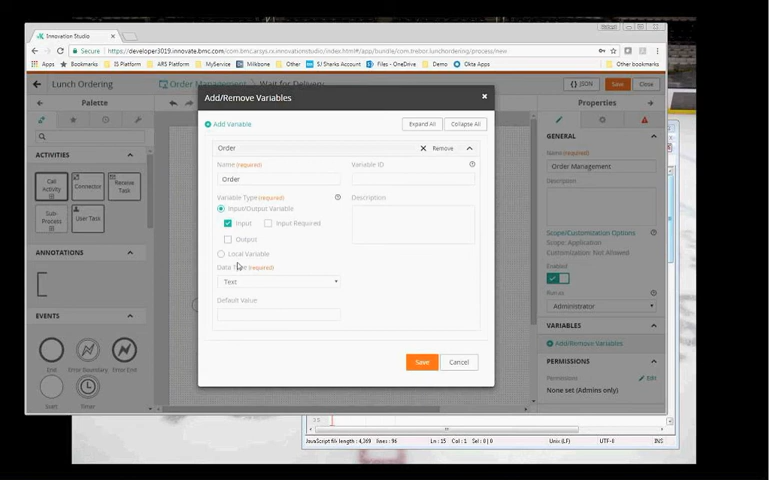 Innovation Studio
Secure
https://developer3019.innovate.bmc.com/com.bmc.arsys.rx.innovationstudio/index.html#/apps/bundle/com.trebor.lunchordering/process/new
Apps
Bookmarks
IS Platform
ARS Platform
MyService
Milkbone
Other
SJ Sharks Account
Files - OneDrive
Demo
Okta Apps
Other bookmarks
Lunch Ordering
Order Management
Wait for Delivery
{} JSON
Save
Close
Palette
Properties
Add/Remove Variables
Add Variable
Expand All
Collapse All
Order
Remove
Name (required)
Variable ID
Order
Variable Type (required)
Description
Input/Output Variable
Input
Input Required
Output
Local Variable
Data Type (required)
Text
Default Value
Save
Cancel
ACTIVITIES
Call Activity
Connector
Receive Task
Sub-Process
User Task
ANNOTATIONS
EVENTS
End
Error Boundary
Error End
Start
Timer
GENERAL
Name (required)
Order Management
Description
Scope/Customization Options
Scope: Application
Customization: Not Allowed
Enabled
Run as
Administrator
VARIABLES
Add/Remove Variables
PERMISSIONS
Permissions
Edit
None set (Admins only)
JavaScript file
length : 4,369
lines : 96
Ln : 15
Col : 1
Sel : 0 | 0
Unix (LF)
UTF-8
INS